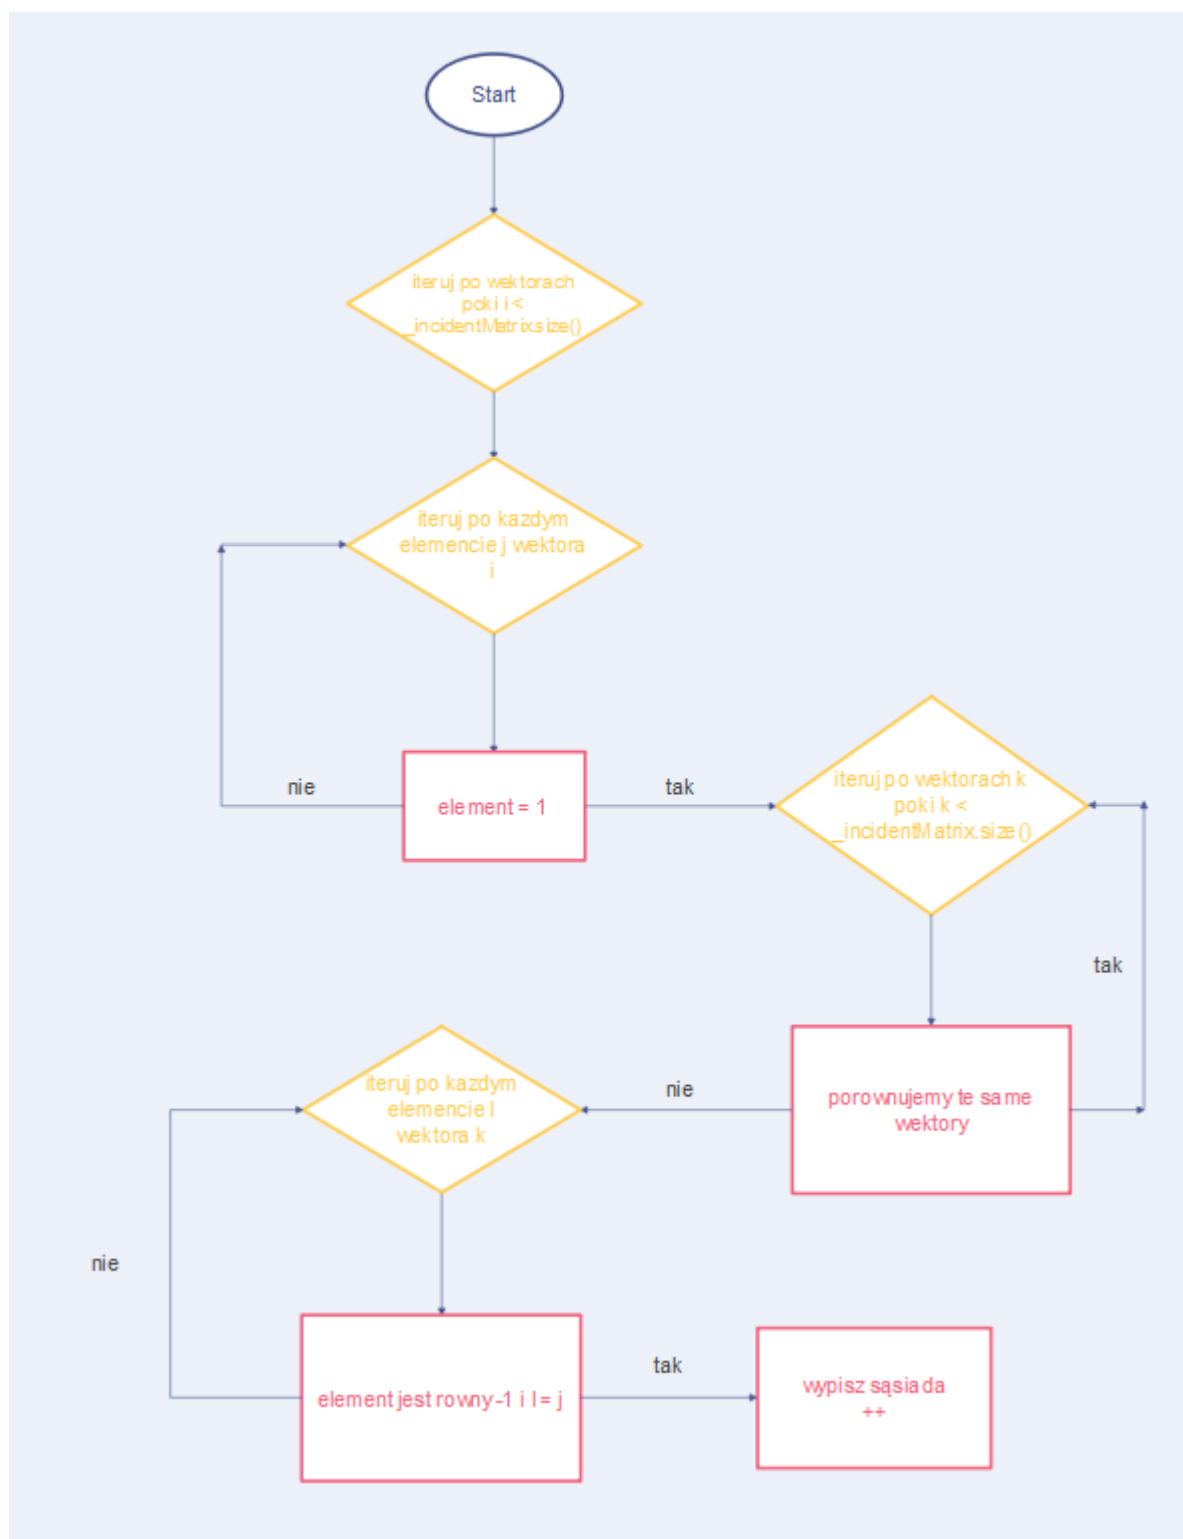 Start
iteruj po wektorach
poki i <
_incidentMatrix.size()
iteruj po kazdym
elemencie j wektora
i
nie
element = 1
tak
iteruj po wektorach k
poki k <
_incidentMatrix.size()
tak
iteruj po kazdym
elemencie l
wektora k
nie
porownujemy te same
wektory
nie
element jest rowny -1 i l = j
tak
wypisz sąsiada
++